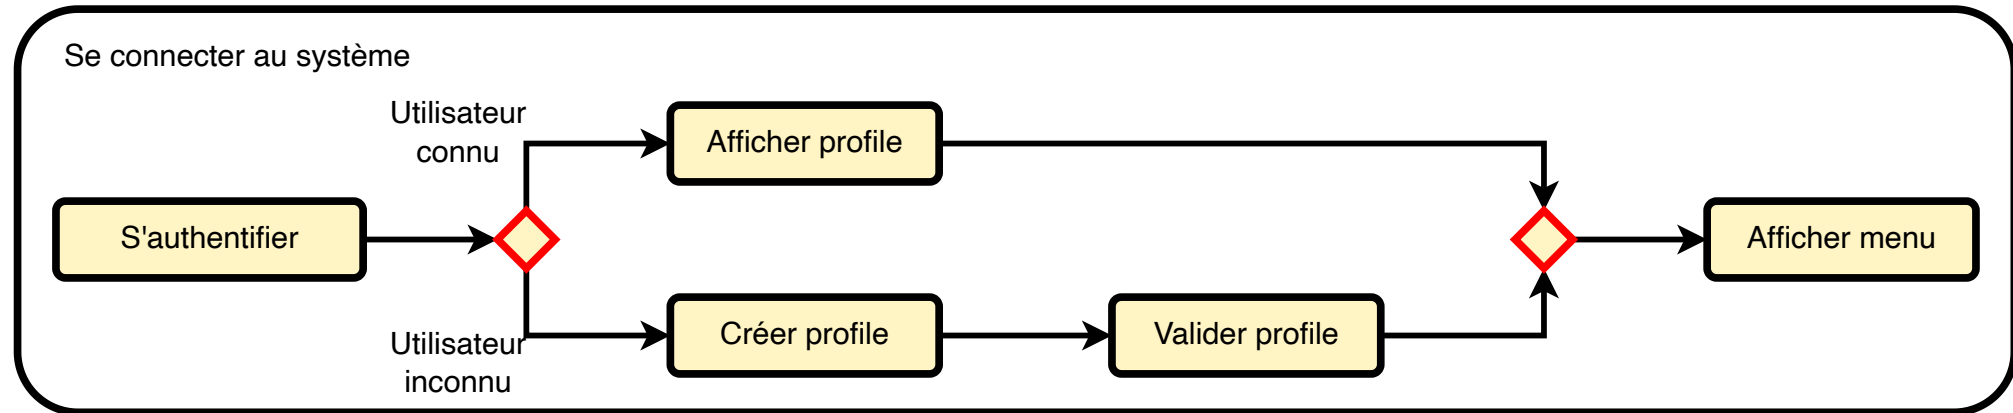 Se connecter au système
Utilisateur
connu
Afficher profile
S'authentifier
Afficher menu
Créer profile
Valider profile
Utilisateur
inconnu